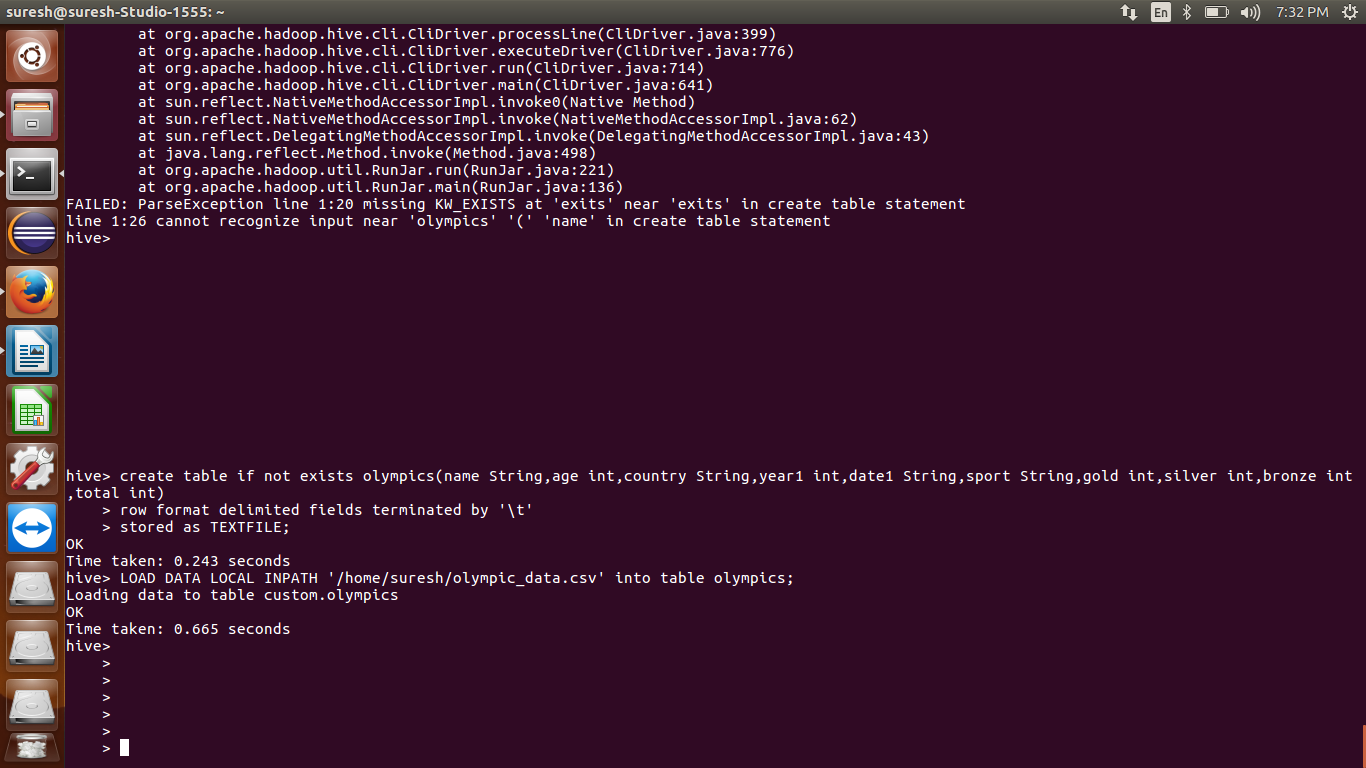 suresh@suresh-Studio-1555: ~
En
7:32 PM
at org.apache.hadoop.hive.cli.CliDriver.processLine(CliDriver.java:399)
at org.apache.hadoop.hive.cli.CliDriver.executeDriver(CliDriver.java:776)
at org.apache.hadoop.hive.cli.CliDriver.run(CliDriver.java:714)
at org.apache.hadoop.hive.cli.CliDriver.main(CliDriver.java:641)
at sun.reflect.NativeMethodAccessorImpl.invoke0(Native Method)
at sun.reflect.NativeMethodAccessorImpl.invoke(NativeMethodAccessorImpl.java:62)
at sun.reflect.DelegatingMethodAccessorImpl.invoke(DelegatingMethodAccessorImpl.java:43)
at java.lang.reflect.Method.invoke(Method.java:498)
at org.apache.hadoop.util.RunJar.run(RunJar.java:221)
at org.apache.hadoop.util.RunJar.main(RunJar.java:136)
FAILED: ParseException line 1:20 missing KW_EXISTS at 'exits' near 'exits' in create table statement
line 1:26 cannot recognize input near 'olympics' '(' 'name' in create table statement
hive>
hive> create table if not exists olympics(name String,age int,country String,year1 int,date1 String,sport String,gold int,silver int,bronze int
,total int)
> row format delimited fields terminated by '\t'
> stored as TEXTFILE;
OK
Time taken: 0.243 seconds
hive> LOAD DATA LOCAL INPATH '/home/suresh/olympic_data.csv' into table olympics;
Loading data to table custom.olympics
OK
Time taken: 0.665 seconds
hive>
>
>
>
>
>
>